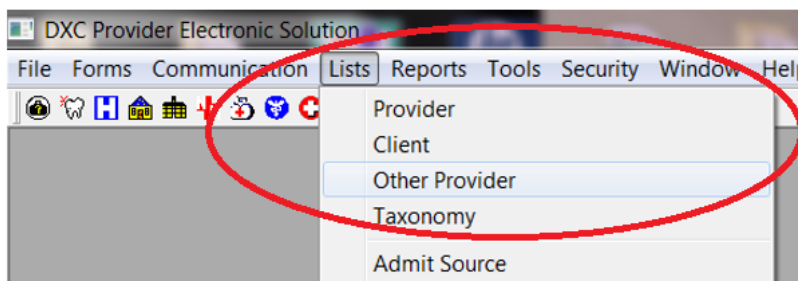 DXC Provider Electronic Solution
File Forms Communication Lists Reports Tools Security Window Help
Provider
Client
Other Provider
Taxonomy
Admit Source